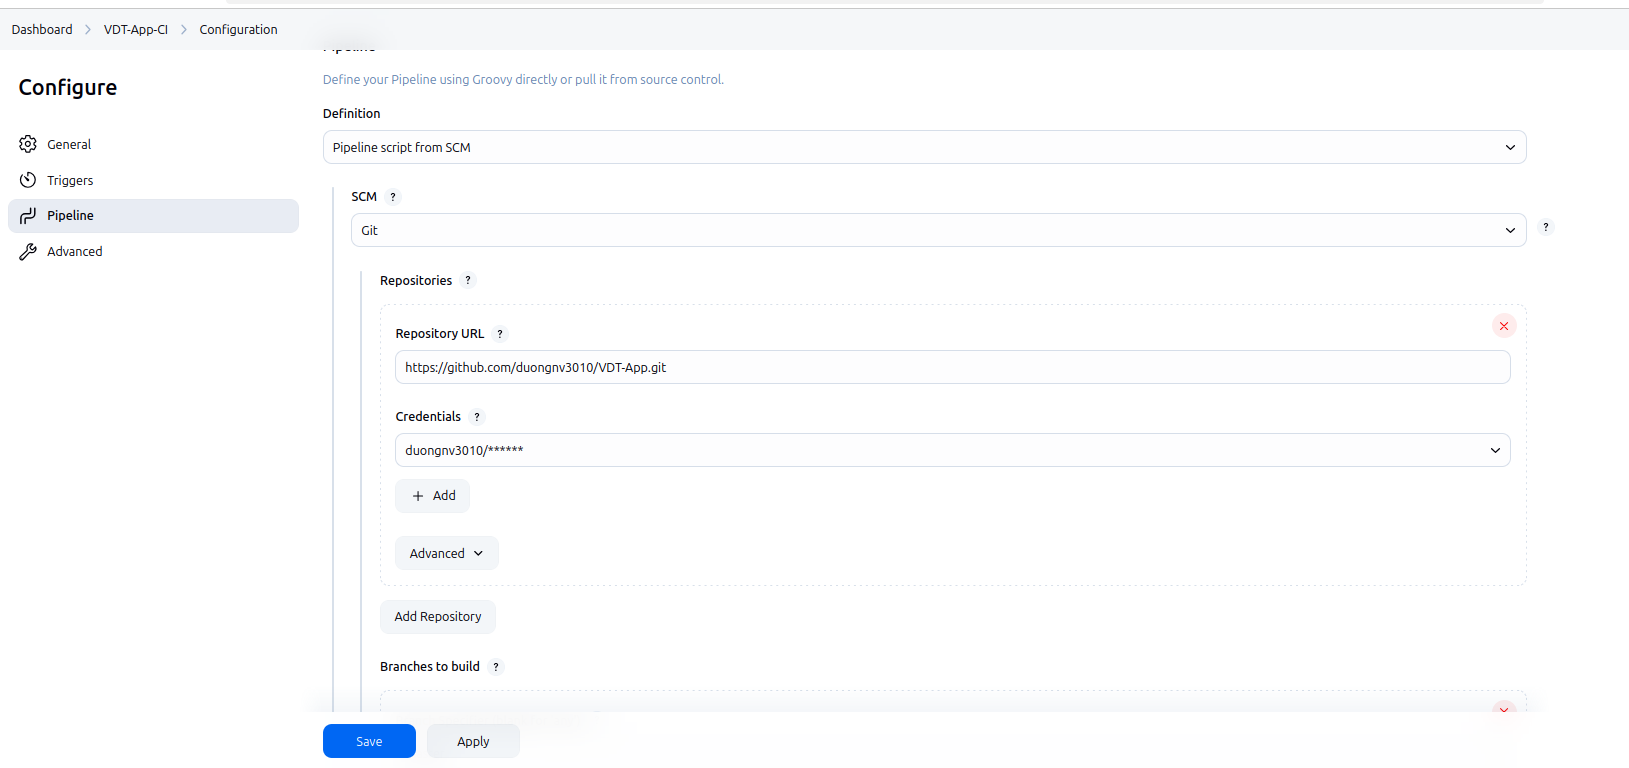 Dashboard > VDT-App-CI > Configuration
Configure
General
Triggers
Pipeline
Advanced
Pipeline
Define your Pipeline using Groovy directly or pull it from source control.
Definition
Pipeline script from SCM
SCM ?
Git
?
Repositories ?
Repository URL ?
https://github.com/duongnv3010/VDT-App.git
Credentials ?
duongnv3010/******
+ Add
Advanced
Add Repository
Branches to build ?
Save
Apply